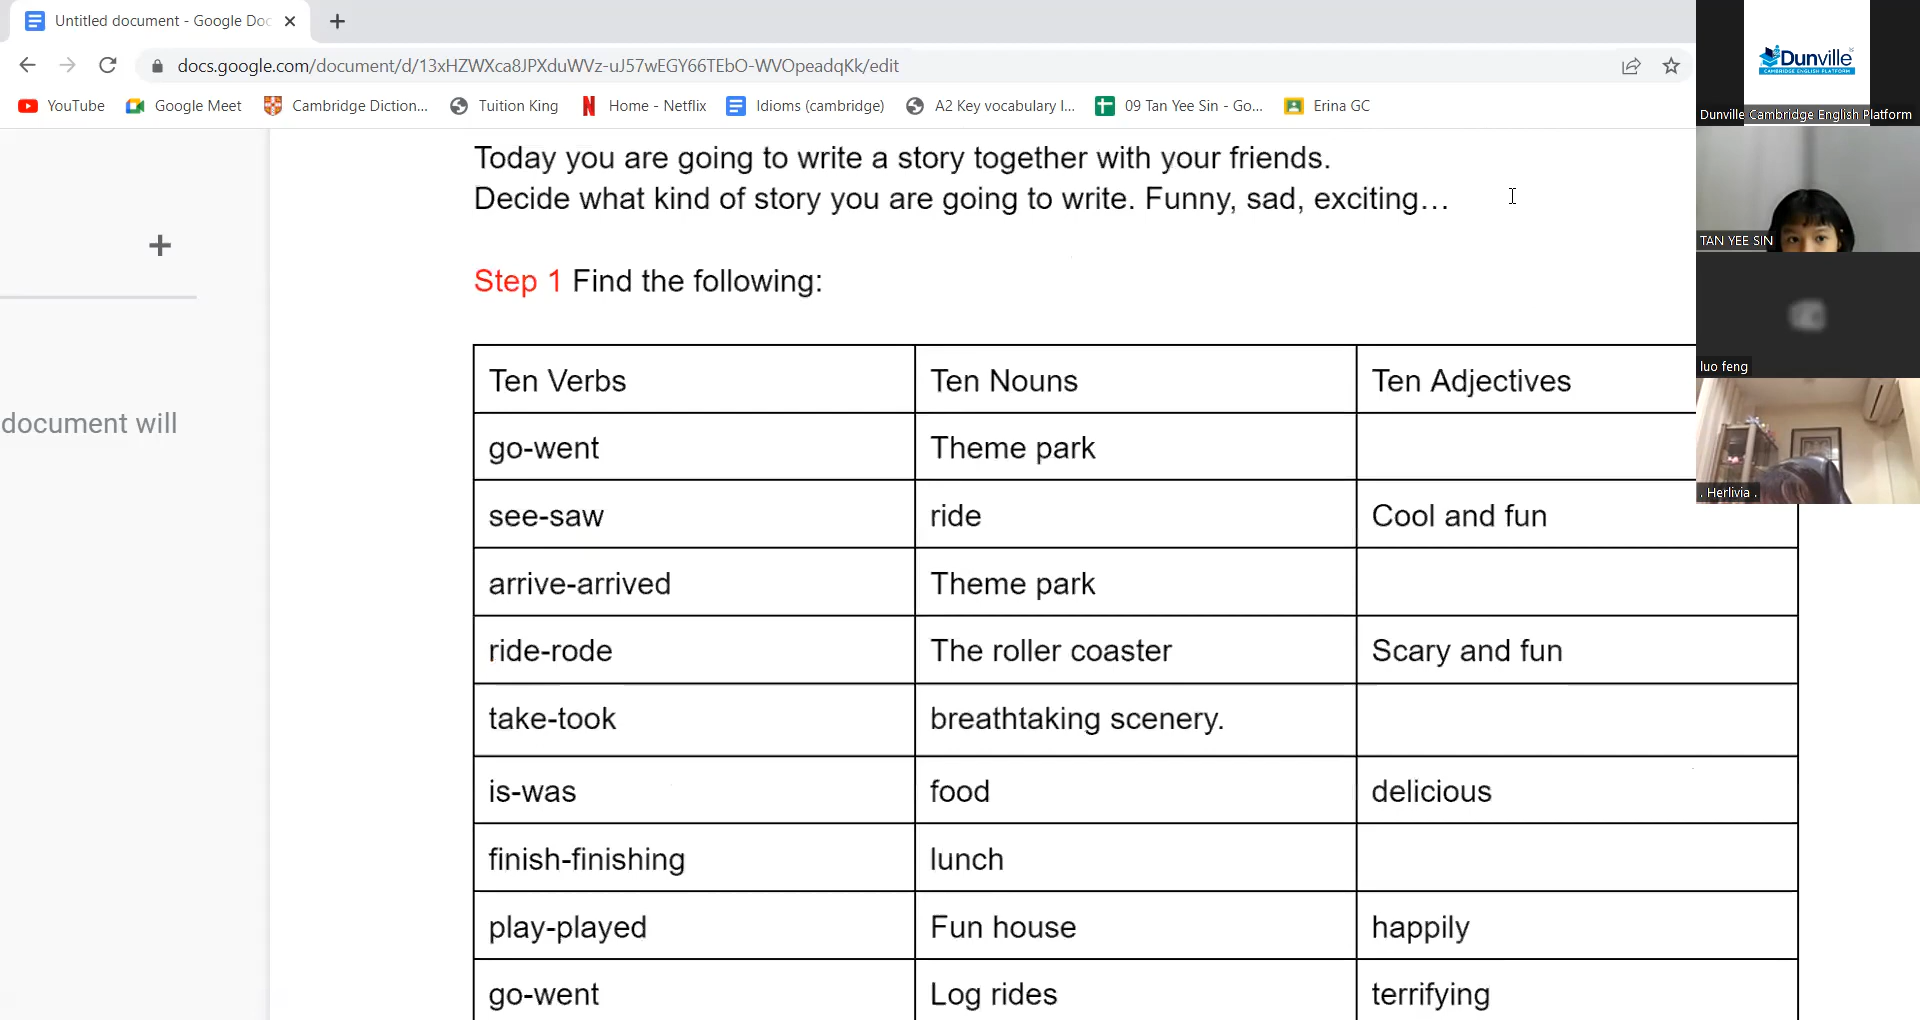 Untitled document - Google Doc
docs.google.com/document/d/13xHZWXca8JPXduWVz-uJ57wEGY66TEbO-WVOpeadqKk/edit
YouTube Google Meet Cambridge Diction... Tuition King Home - Netflix Idioms (cambridge) A2 Key vocabulary l... 09 Tan Yee Sin - Go... Erina GC
Dunville
CAMBRIDGE ENGLISH PLATFORM
Dunville Cambridge English Platform
TAN YEE SIN
luo feng
. Herlivia .
document will
Today you are going to write a story together with your friends.
Decide what kind of story you are going to write. Funny, sad, exciting…
Step 1 Find the following:
Ten Verbs Ten Nouns Ten Adjectives
go-went Theme park
see-saw ride Cool and fun
arrive-arrived Theme park
ride-rode The roller coaster Scary and fun
take-took breathtaking scenery.
is-was food delicious
finish-finishing lunch
play-played Fun house happily
go-went Log rides terrifying